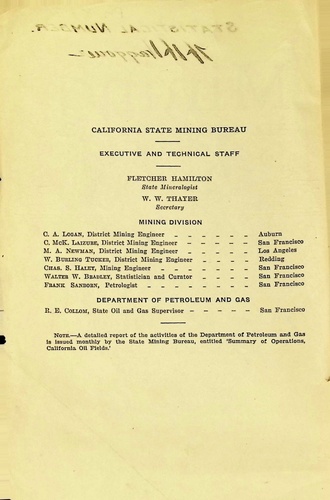 STATISTICAL NUMBER.
CALIFORNIA STATE MINING BUREAU
EXECUTIVE AND TECHNICAL STAFF
FLETCHER HAMILTON
State Mineralogist
W. W. THAYER
Secretary
MINING DIVISION
C. A. LOGAN, District Mining Engineer – – – – – Auburn
C. MCK. LAIZURE, District Mining Engineer – – – – San Francisco
M. A. NEWMAN, District Mining Engineer – – – – Los Angeles
W. BURLING TUCKER, District Mining Engineer – – – Redding
CHAS. S. HALEY, Mining Engineer – – – – – San Francisco
WALTER W. BRADLEY, Statistician and Curator – – – San Francisco
FRANK SANBORN, Petrologist – – – – – – San Francisco
DEPARTMENT OF PETROLEUM AND GAS
R. E. COLLOM, State Oil and Gas Supervisor – – – – San Francisco
NOTE.—A detailed report of the activities of the Department of Petroleum and Gas
is issued monthly by the State Mining Bureau, entitled 'Summary of Operations,
California Oil Fields.'